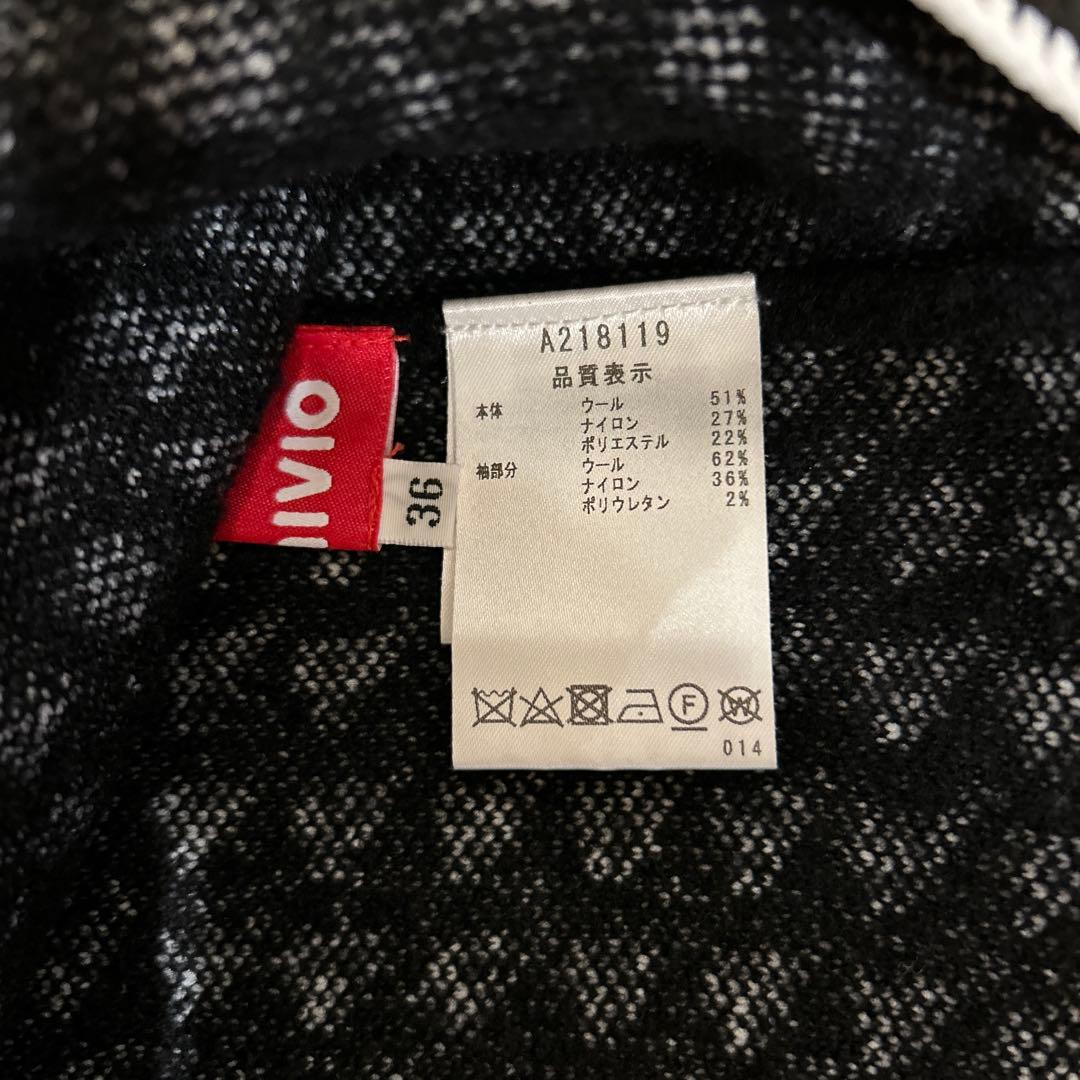 A218119
品質表示
本体 ウール 51%
ナイロン 27%
ポリエステル 22%
袖部分 ウール 62%
ナイロン 36%
ポリウレタン 2%
F W
014
36
IVIO